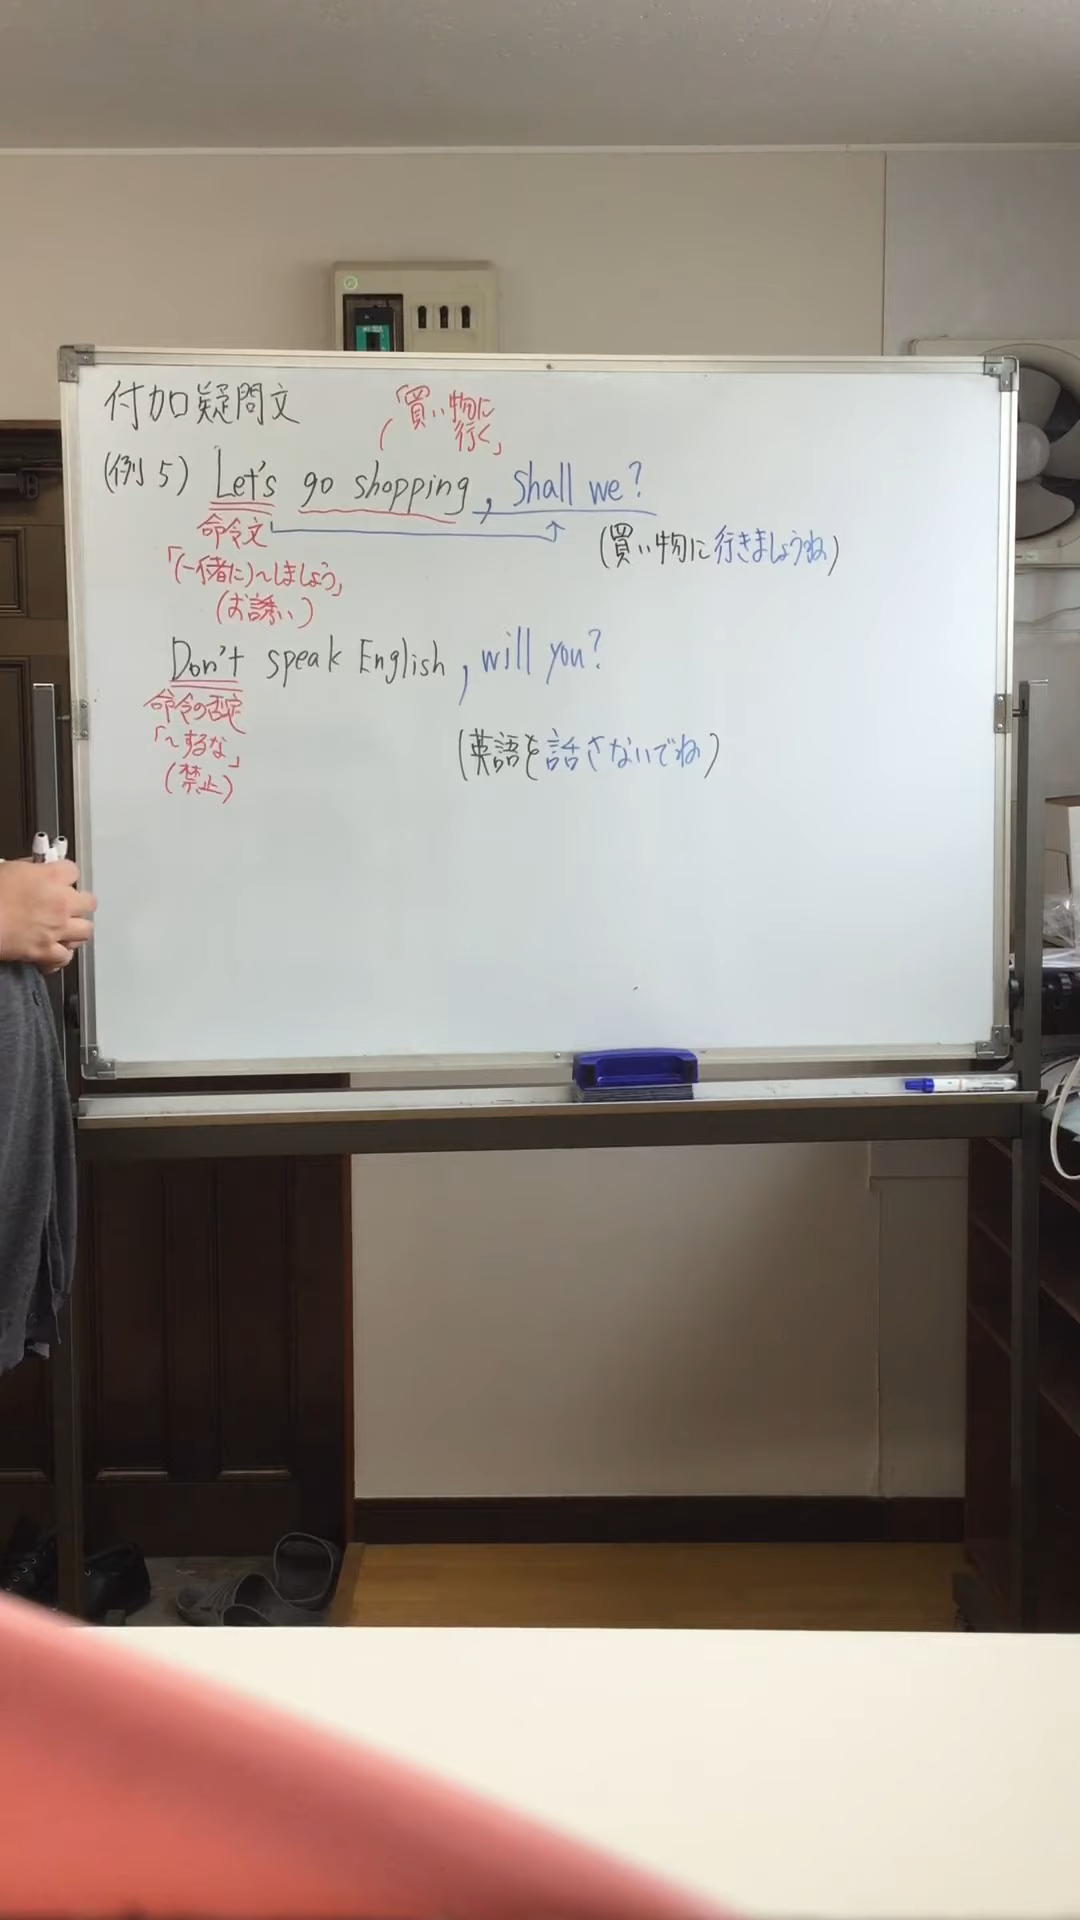 付加疑問文
「買い物に
行く」
(例5) Let's go shopping, shall we?
命令文
(買い物に行きましょうね)
「(一緒に)〜しましょう」
(お誘い)
Don't speak English, will you?
命令の否定
「〜するな」
(英語を話さないでね)
(禁止)